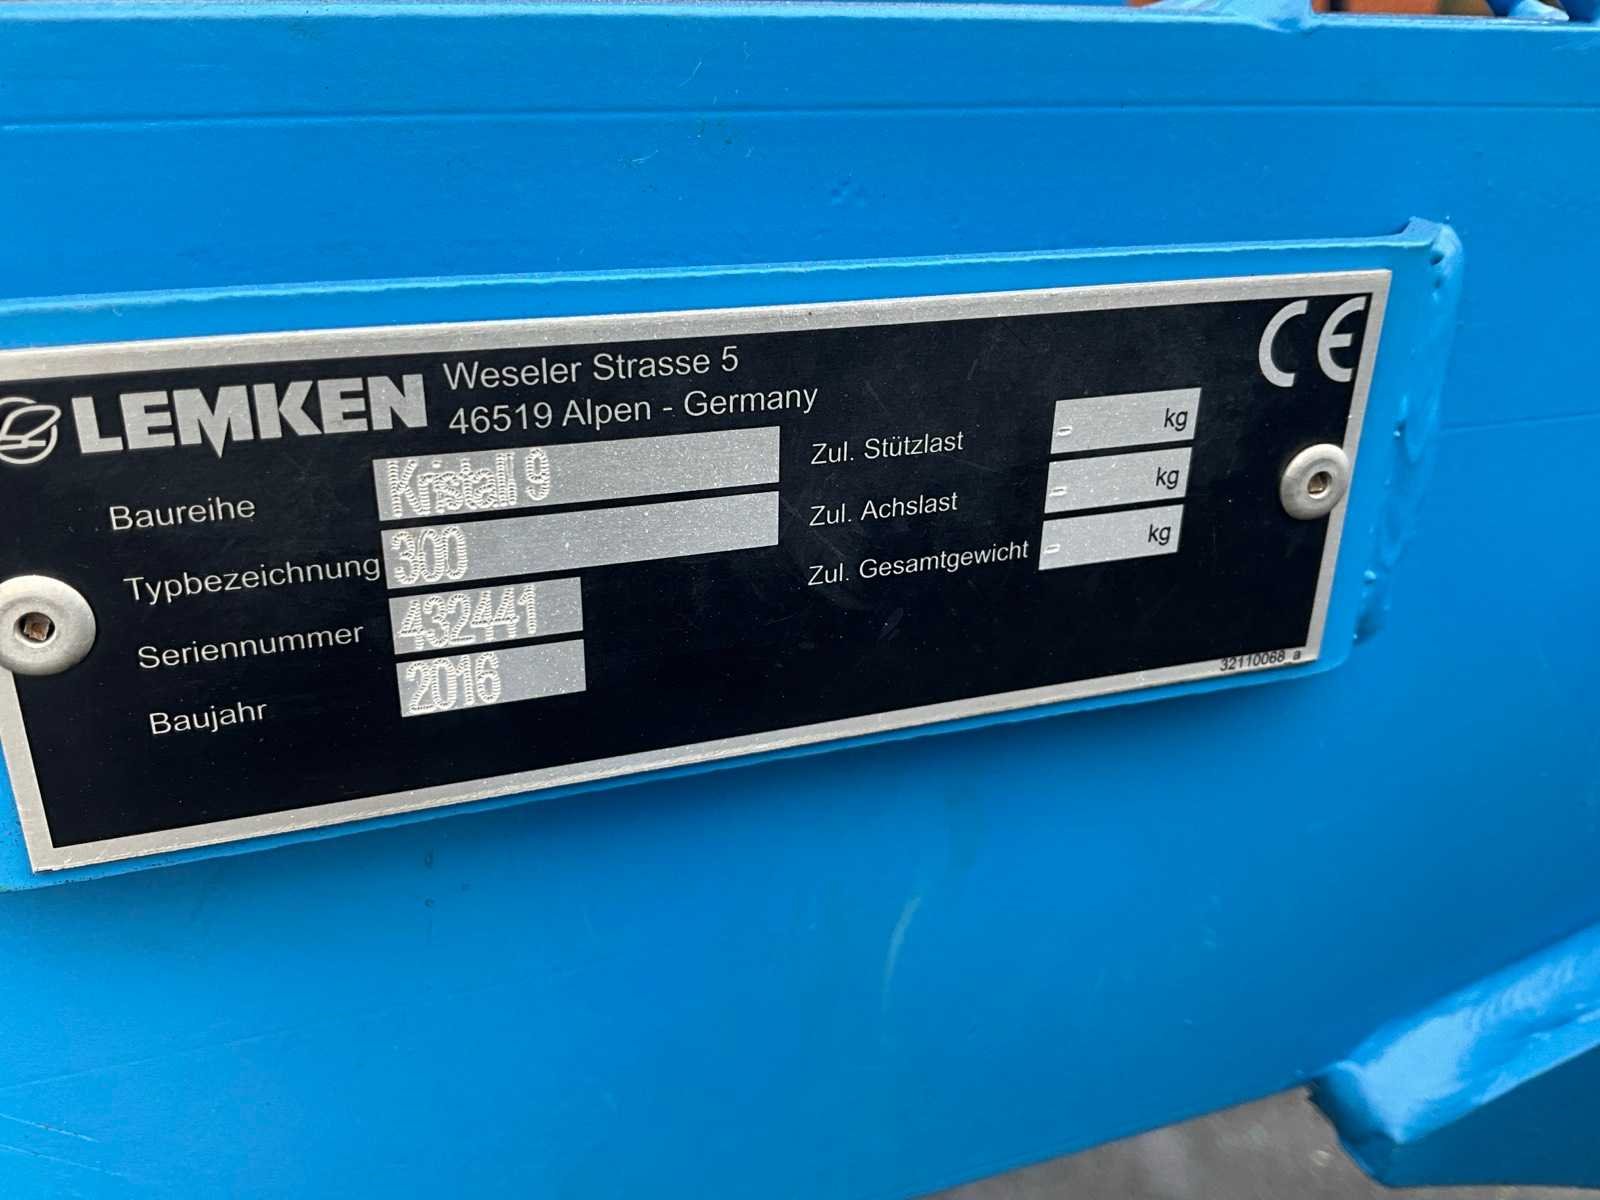 LEMKEN
Weseler Strasse 5
46519 Alpen - Germany
CE
Baureihe Kristall 9
Typbezeichnung 300
Seriennummer 432441
Baujahr 2016
Zul. Stützlast - kg
Zul. Achslast - kg
Zul. Gesamtgewicht - kg
32110068 a